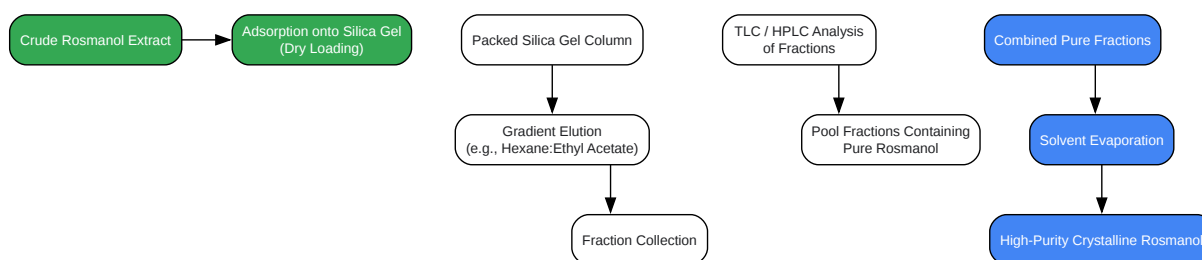 Crude Rosmanol Extract
Adsorption onto Silica Gel
(Dry Loading)
Packed Silica Gel Column
Gradient Elution
(e.g., Hexane:Ethyl Acetate)
Fraction Collection
TLC / HPLC Analysis
of Fractions
Pool Fractions Containing
Pure Rosmanol
Combined Pure Fractions
Solvent Evaporation
High-Purity Crystalline Rosmanol